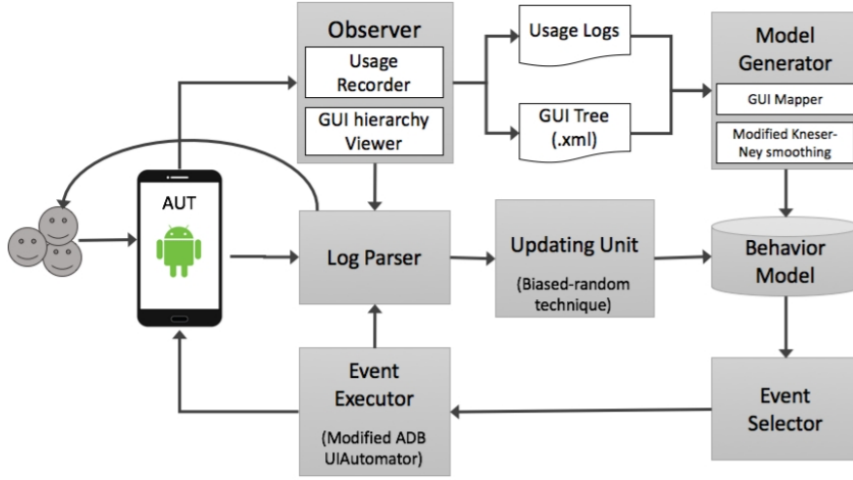 Observer
Usage
Recorder
GUI hierarchy
Viewer
Usage Logs
GUI Tree
(.xml)
Model
Generator
GUI Mapper
Modified Kneser-
Ney smoothing
AUT
Log Parser
Updating Unit
(Biased-random
technique)
Behavior
Model
Event
Executor
(Modified ADB
UIAutomator)
Event
Selector